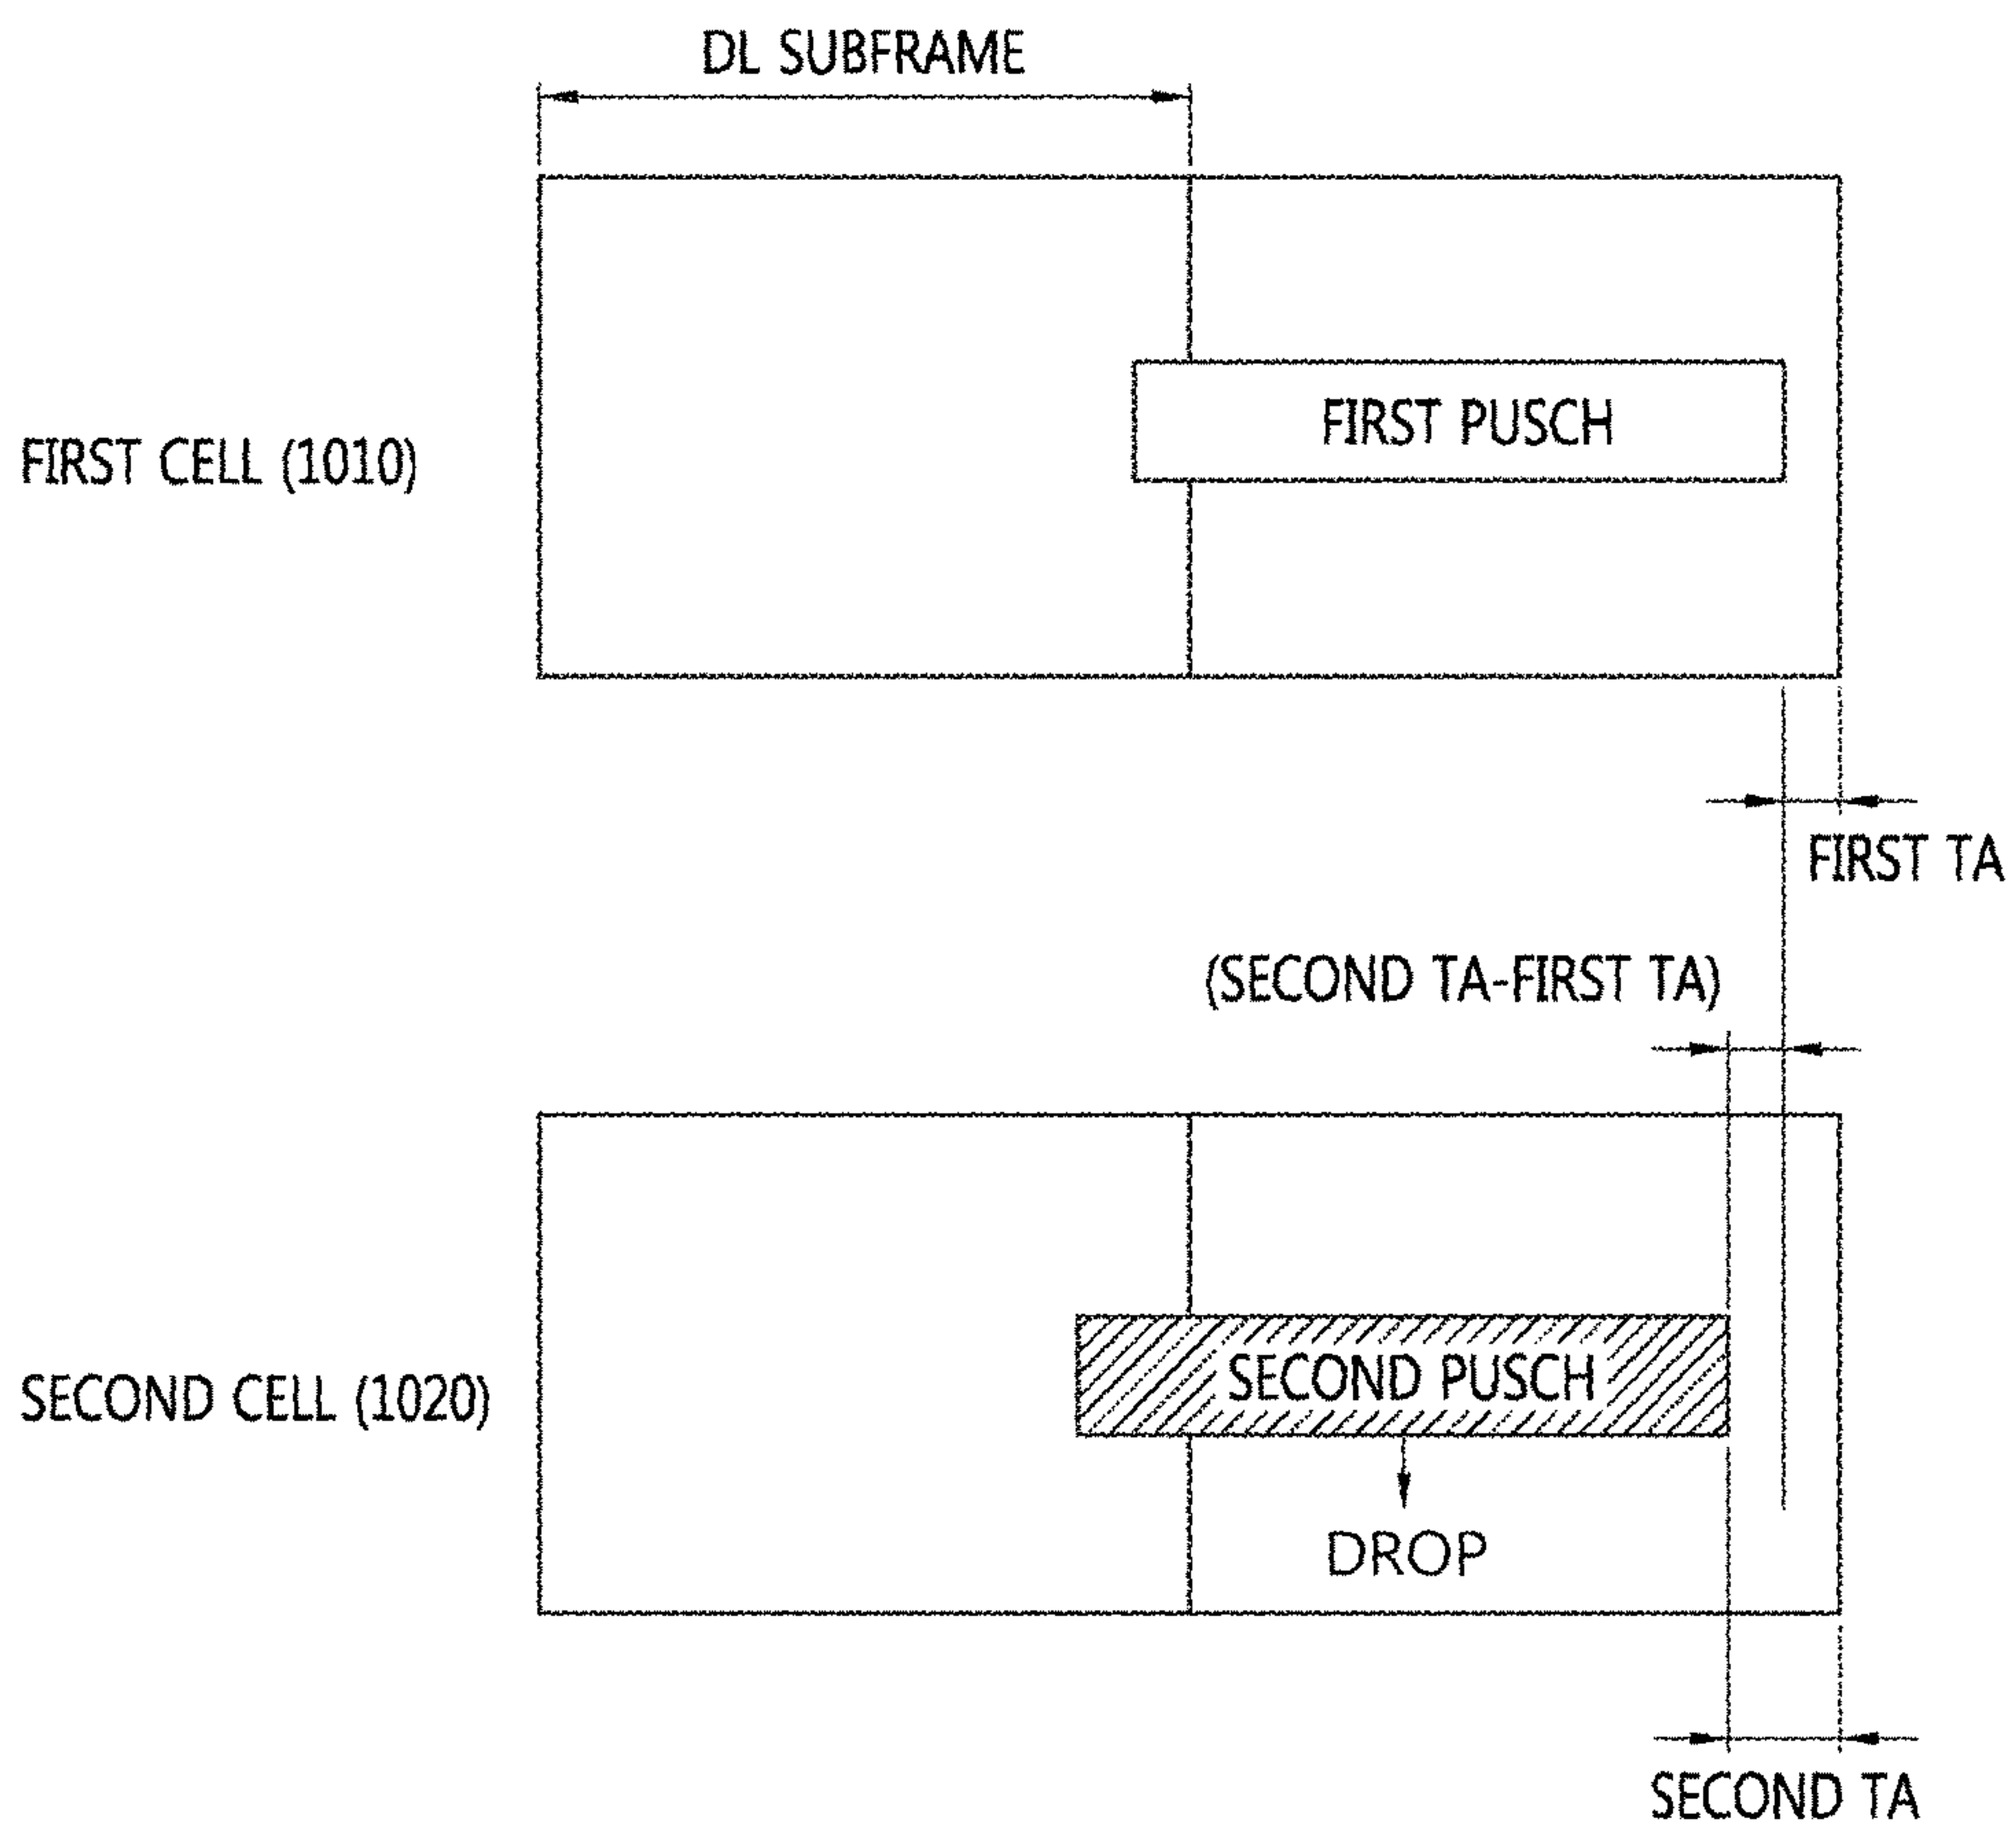 DL SUBFRAME
FIRST PUSCH
FIRST CELL (1010)
FIRST TA
(SECOND TA-FIRST TA)
SECOND PUSCH
SECOND CELL (1020)
DROP
SECOND TA